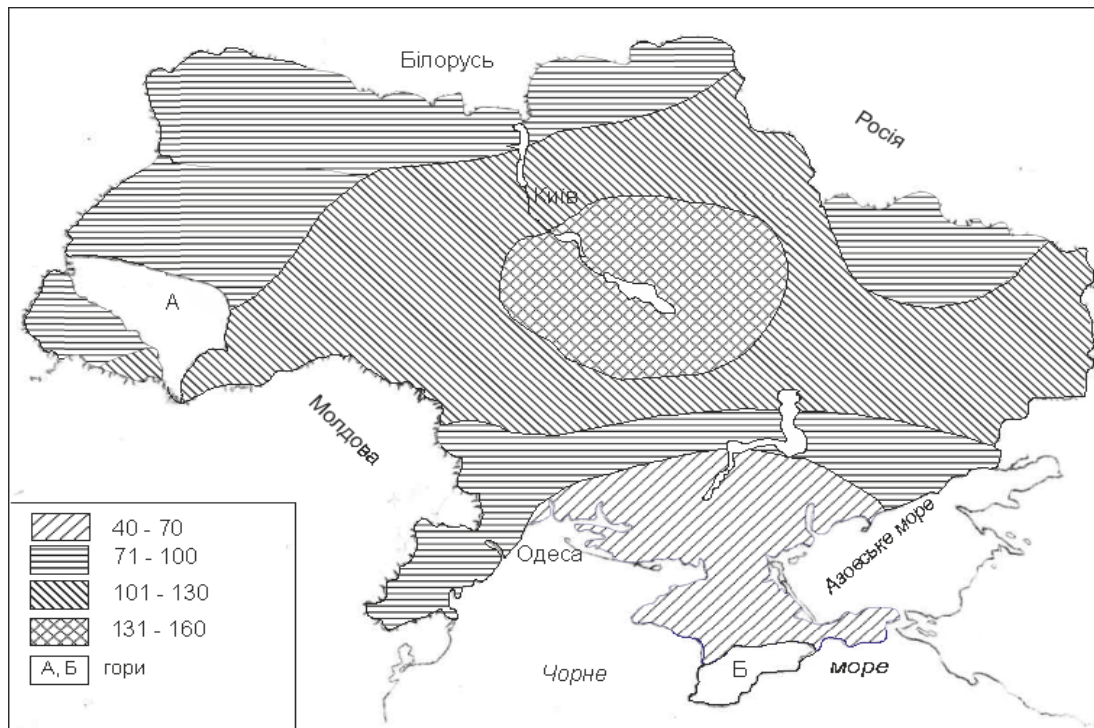 Білорусь
Росія
Київ
А
Молдова
Одеса
Азовське море
Чорне
море
Б
40 - 70
71 - 100
101 - 130
131 - 160
А, Б гори